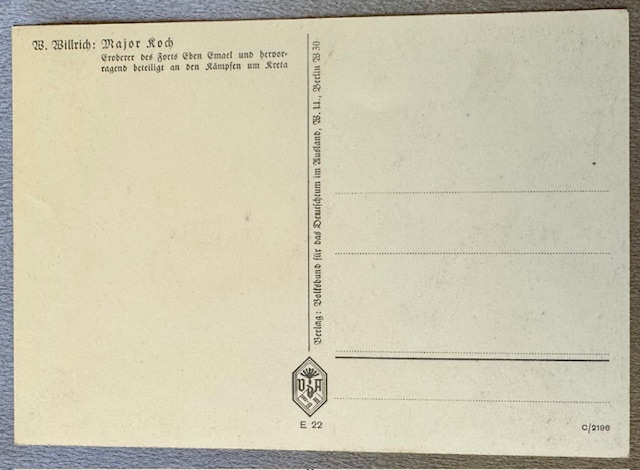 W. Willrich: Major Koch
Eroberer des Forts Eben Emael und hervor-
ragend beteiligt an den Kämpfen um Kreta
Verlag: Volksbund für das Deutschtum im Ausland, W. U., Berlin W 30
VDA
E 22
C/2196